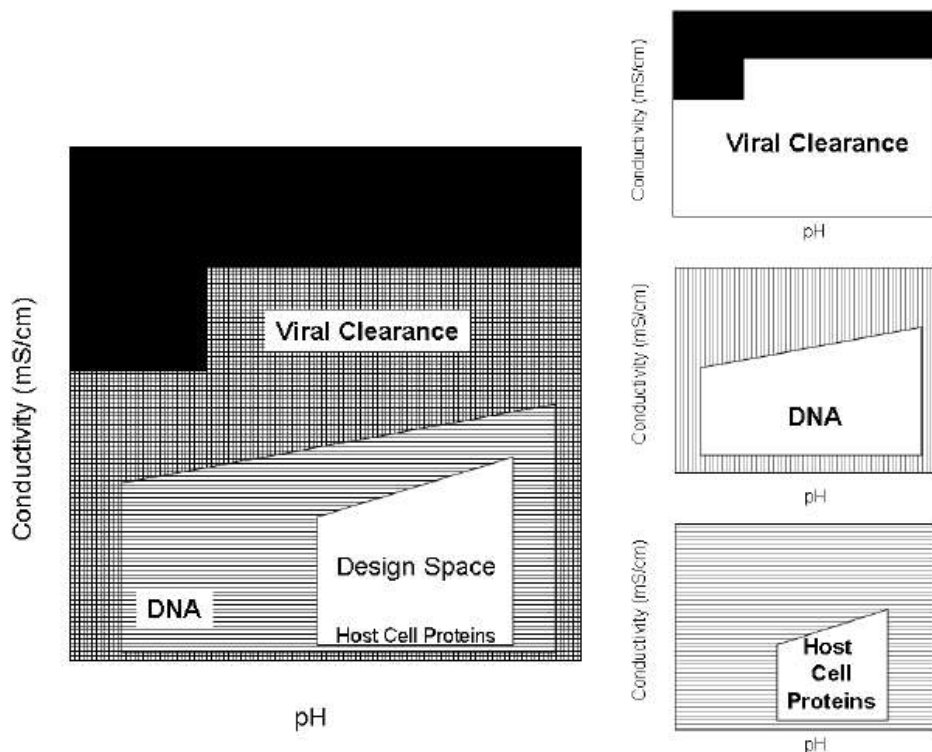 Conductivity (mS/cm)
Viral Clearance
Design Space
DNA
Host Cell Proteins
pH
Conductivity (mS/cm)
Viral Clearance
pH
Conductivity (mS/cm)
DNA
pH
Conductivity (mS/cm)
Host
Cell
Proteins
pH